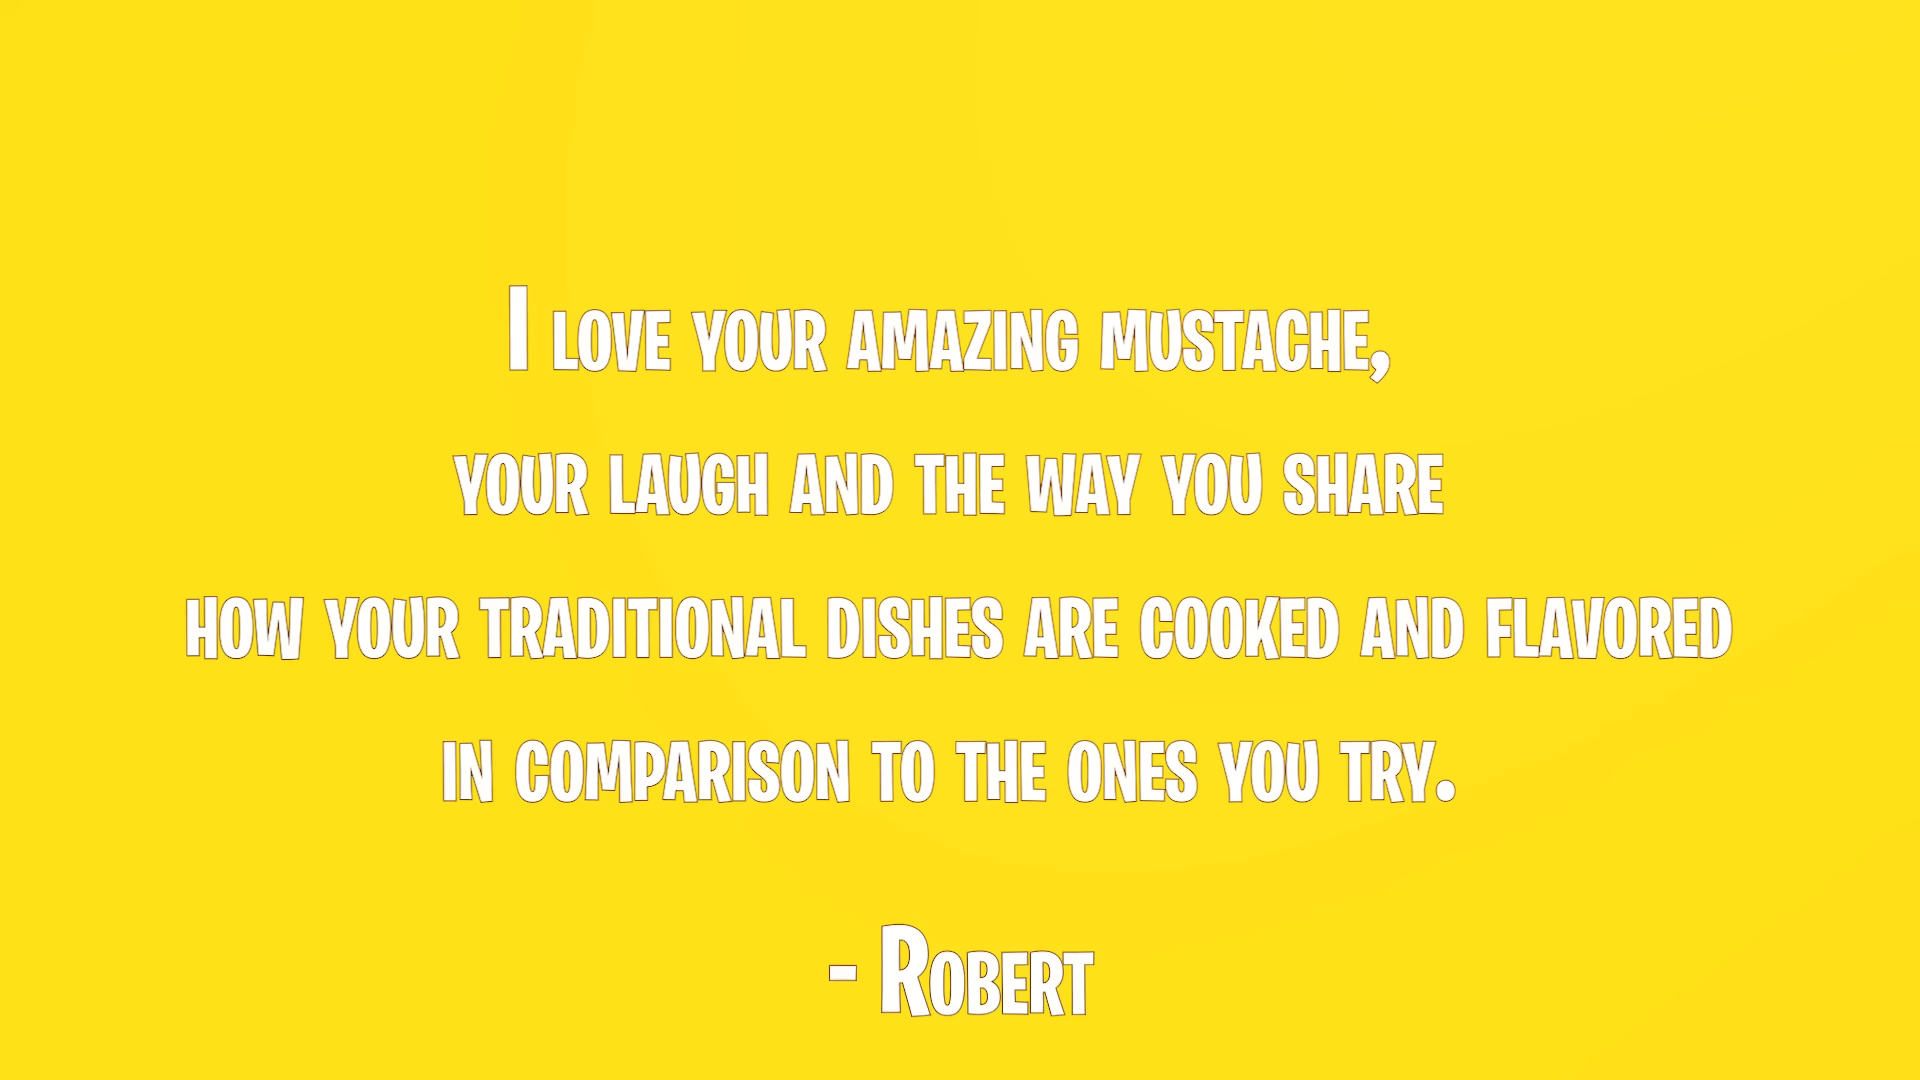 I love your amazing mustache,
your laugh and the way you share
how your traditional dishes are cooked and flavored
in comparison to the ones you try.
- Robert